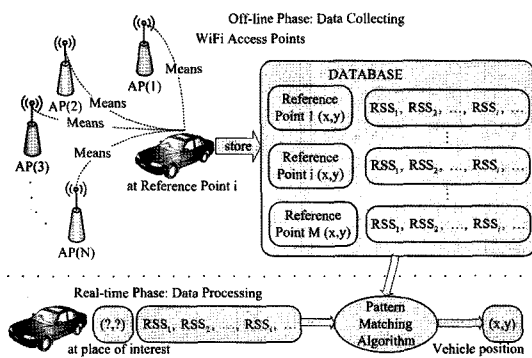 Off-line Phase: Data Collecting
WiFi Access Points
AP(1)
AP(2)
AP(3)
AP(N)
Means
Means
Means
Means
at Reference Point i
store
DATABASE
Reference Point 1 (x,y)
RSS₁, RSS₂, ..., RSSᵢ, ...
Reference Point i (x,y)
RSS₁, RSS₂, ..., RSSᵢ, ...
Reference Point M (x,y)
RSS₁, RSS₂, ..., RSSᵢ, ...
Real-time Phase: Data Processing
(?,?)
RSS₁, RSS₂, ..., RSSᵢ, ...
at place of interest
Pattern
Matching
Algorithm
(x,y)
Vehicle position